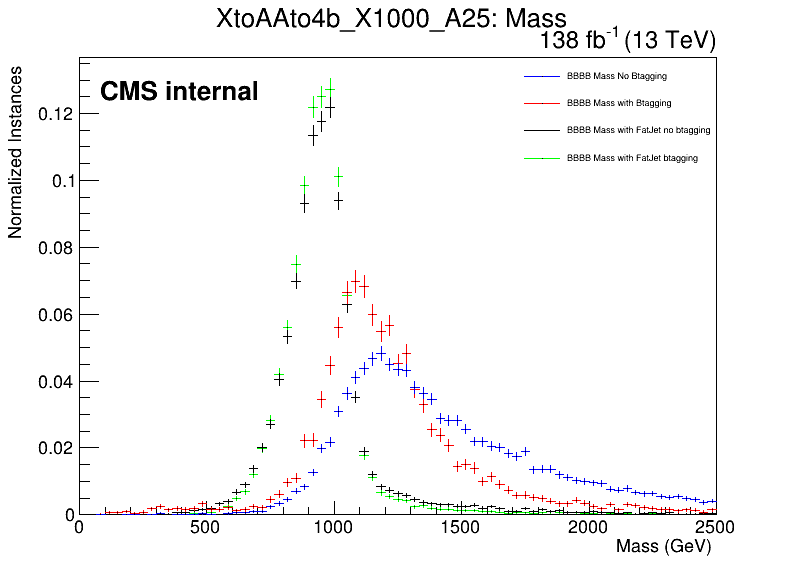 XtoAAto4b_X1000_A25: Mass
138 fb-1 (13 TeV)
CMS internal
BBBB Mass No Btagging
BBBB Mass with Btagging
BBBB Mass with FatJet no btagging
BBBB Mass with FatJet btagging
Normalized Instances
0.12
0.1
0.08
0.06
0.04
0.02
0
0 500 1000 1500 2000 2500
Mass (GeV)